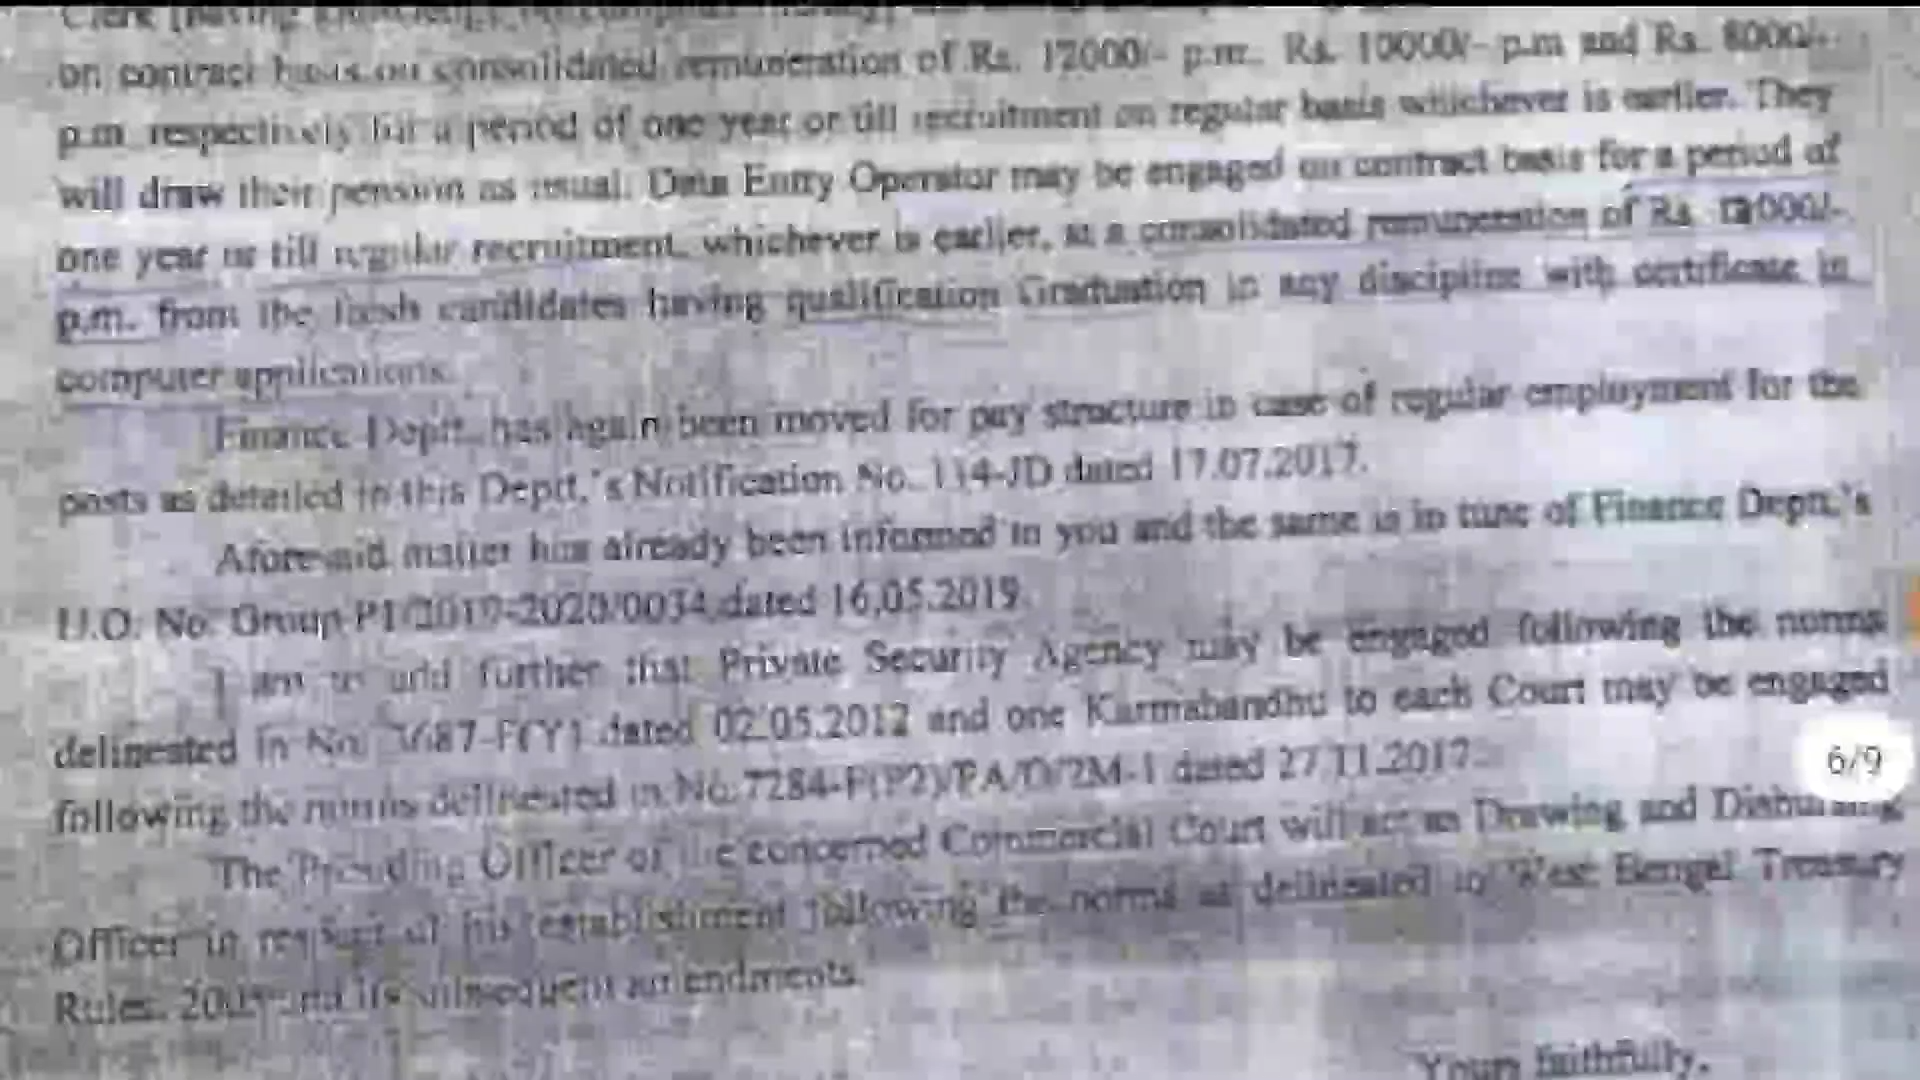 on contract basis on consolidated remuneration of Rs. 12000/- p.m. Rs. 10000/- p.m and Rs. 8000/-
p.m. respectively for a period of one year or till recruitment on regular basis whichever is earlier. They
will draw their pension as usual. Data Entry Operator may be engaged on contract basis for a period of
one year or till regular recruitment, whichever is earlier, at a consolidated remuneration of Rs.
p.m. from the fresh candidates having qualification Graduation in any discipline with certificate in
computer applications.
Finance Deptt. has again been moved for pay structure in case of regular employment for the
posts as detailed in this Deptt.'s Notification No. 114-JD dated 17.07.2017.
Aforesaid matter has already been informed to you and the same is in tune of Finance Deptt.'s
U.O. No. Group P1/2019-2020/0034 dated 16.05.2019.
I am to add further that Private Security Agency may be engaged following the norms
delineated in No. dated 02.05.2012 and one Karmabandhu to each Court may be engaged
following the norms delineated in No. 7284-F(P2)/FA/O/2M-1 dated 27.11.2017.
The Presiding Officer of the concerned Commercial Court will act as Drawing and Disbursing
Officer in respect of his establishment following the norms as delineated in West Bengal Treasury
Rules, and its subsequent amendments.
Yours faithfully,
6/9